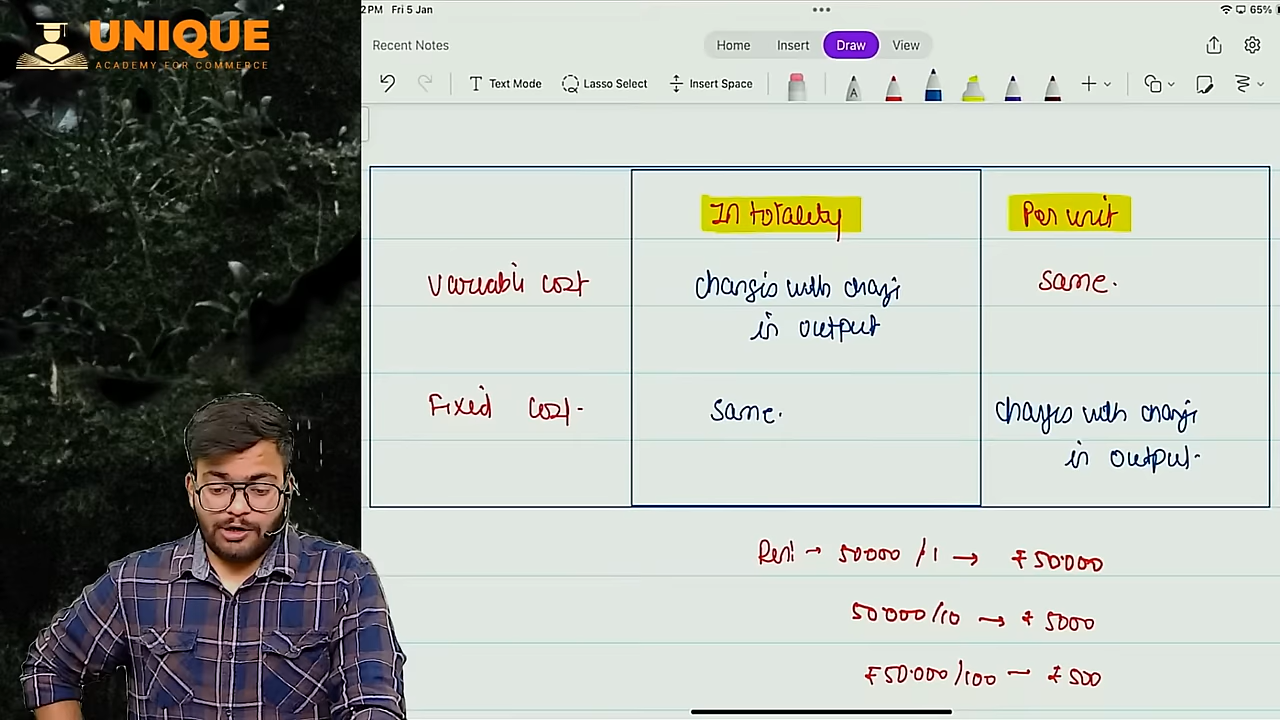 UNIQUE
ACADEMY FOR COMMERCE
2PM Fri 5 Jan
65%
Recent Notes
Home Insert Draw View
Text Mode Lasso Select Insert Space
In totality Per unit
Variable cost changes with change in output same.
Fixed cost. same. changes with change in output.
Rent → 50000/1 → ₹50000
50000/10 → ₹5000
₹50000/100 — ₹500